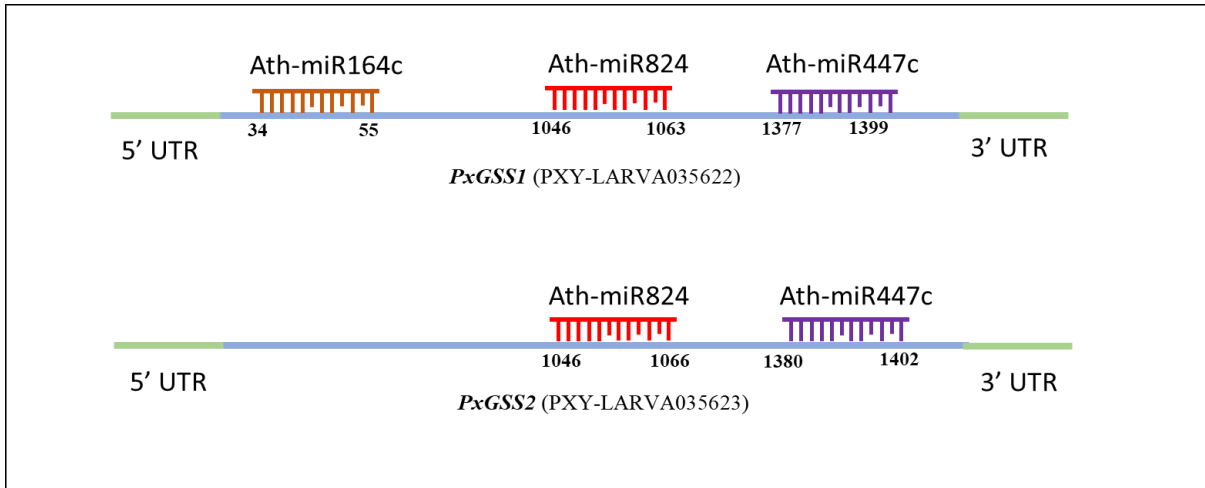 Ath-miR164c Ath-miR824 Ath-miR447c
34 55 1046 1063 1377 1399
5’ UTR 3’ UTR
PxGSS1 (PXY-LARVA035622)
Ath-miR824 Ath-miR447c
1046 1066 1380 1402
5’ UTR 3’ UTR
PxGSS2 (PXY-LARVA035623)